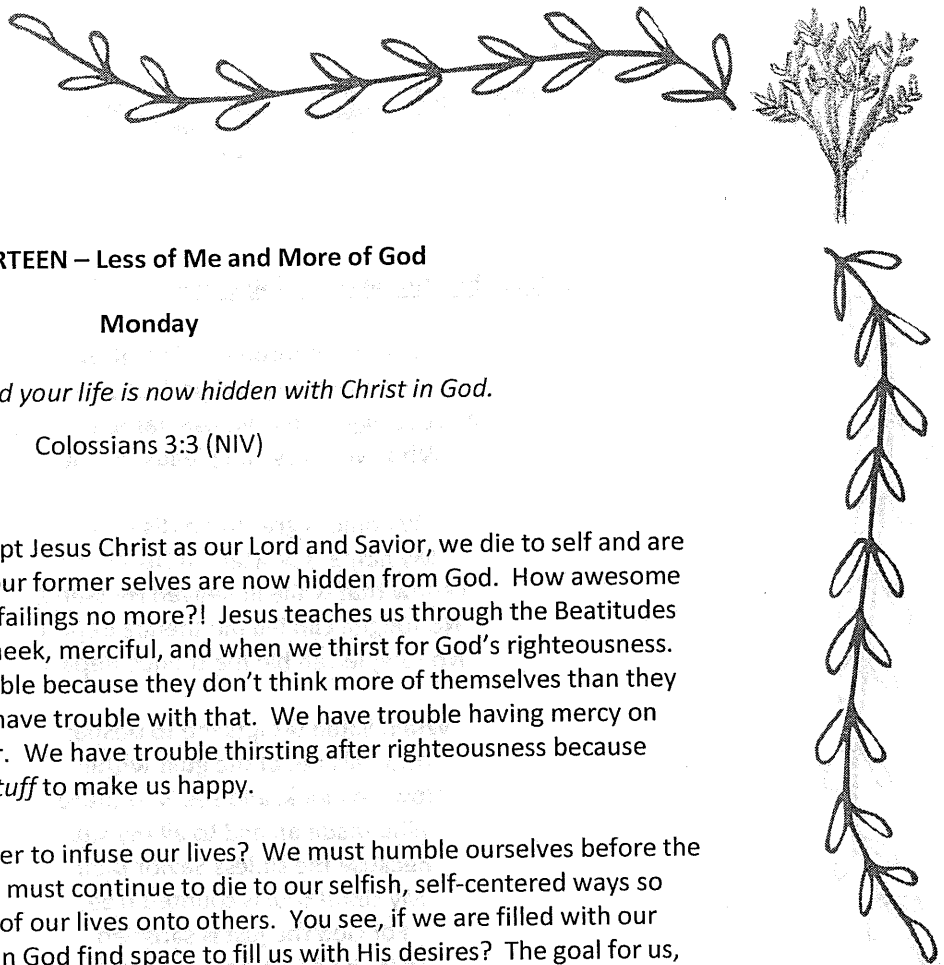 RTEEN – Less of Me and More of God
Monday
d your life is now hidden with Christ in God.
Colossians 3:3 (NIV)
pt Jesus Christ as our Lord and Savior, we die to self and are
ur former selves are now hidden from God.  How awesome
failings no more?!  Jesus teaches us through the Beatitudes
eek, merciful, and when we thirst for God's righteousness.
ble because they don't think more of themselves than they
have trouble with that.  We have trouble having mercy on
r.  We have trouble thirsting after righteousness because
tuff to make us happy.
er to infuse our lives?  We must humble ourselves before the
must continue to die to our selfish, self-centered ways so
of our lives onto others.  You see, if we are filled with our
n God find space to fill us with His desires?  The goal for us,